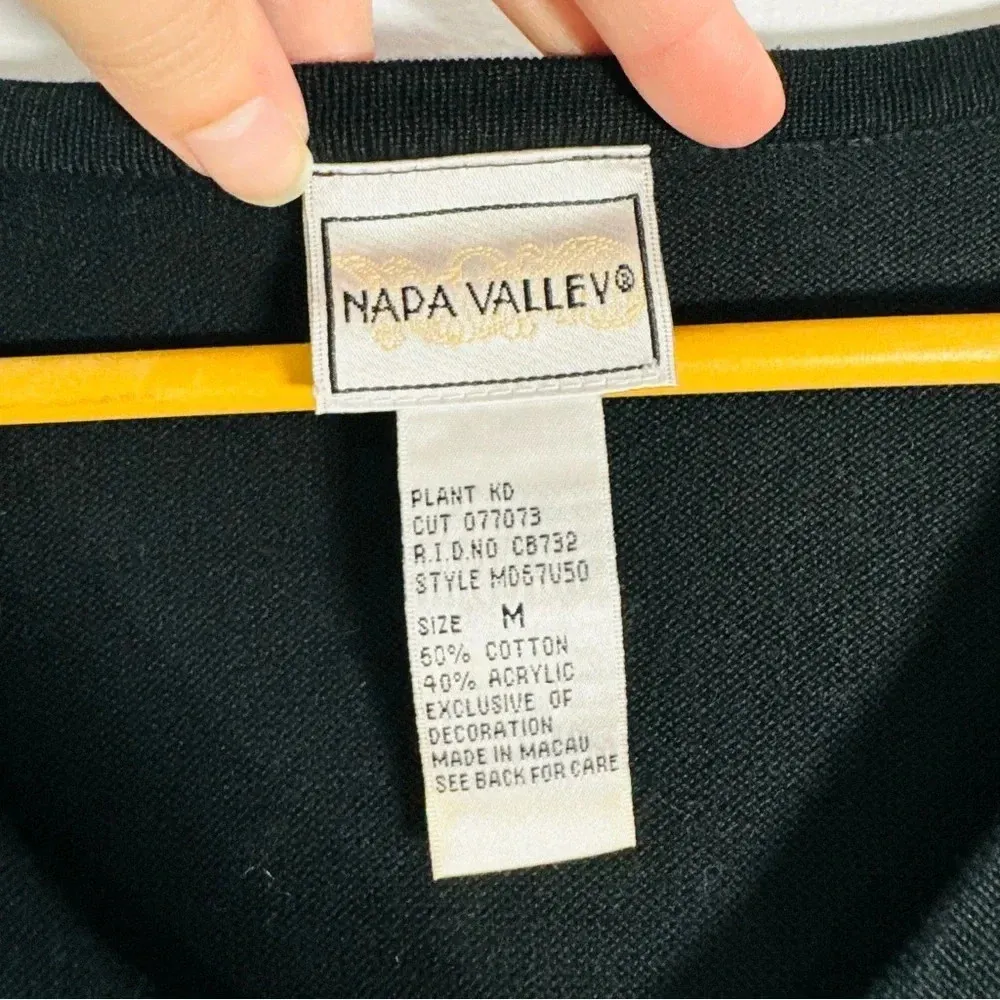 NAPA VALLEY®
PLANT KD
CUT 077073
R.I.D.NO CB732
STYLE MD67U50
SIZE M
60% COTTON
40% ACRYLIC
EXCLUSIVE OF
DECORATION
MADE IN MACAU
SEE BACK FOR CARE